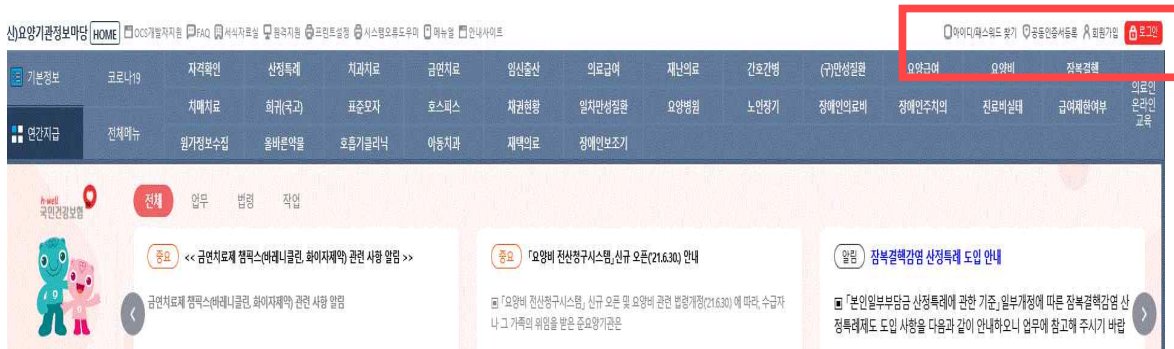 신)요양기관정보마당 HOME OCS개발자지원 FAQ 서식자료실 원격지원 프린트설정 시스템오류도우미 메뉴얼 안내사이트 아이디/패스워드 찾기 공동인증서등록 회원가입 로그인
기본정보 코로나19 자격확인 산정특례 치과치료 금연치료 임신출산 의료급여 재난의료 간호간병 (구)만성질환 요양급여 요양비 잠복결핵
치매치료 희귀(국고) 표준모자 호스피스 채권현황 일차만성질환 요양병원 노인장기 장애인의료비 장애인주치의 진료비실태 급여제한여부
의료인
온라인
교육
연간지급 전체메뉴 원가정보수집 올바른약물 호흡기클리닉 아동치과 재택의료 장애인보조기
h-well
국민건강보험
전체 업무 법령 작업
중요 << 금연치료제 챔픽스(바레니클린, 화이자제약) 관련 사항 알림 >>
금연치료제 챔픽스(바레니클린, 화이자제약) 관련 사항 알림
중요 「요양비 전산청구시스템」 신규 오픈('21.6.30.) 안내
▣ 「요양비 전산청구시스템」 신규 오픈 및 요양비 관련 법령개정(21.6.30.) 에 따라, 수급자
나 그 가족의 위임을 받은 준요양기관은
알림 잠복결핵감염 산정특례 도입 안내
▣ 「본인일부부담금 산정특례에 관한 기준」 일부개정에 따른 잠복결핵감염 산
정특례제도 도입 사항을 다음과 같이 안내하오니 업무에 참고해 주시기 바랍